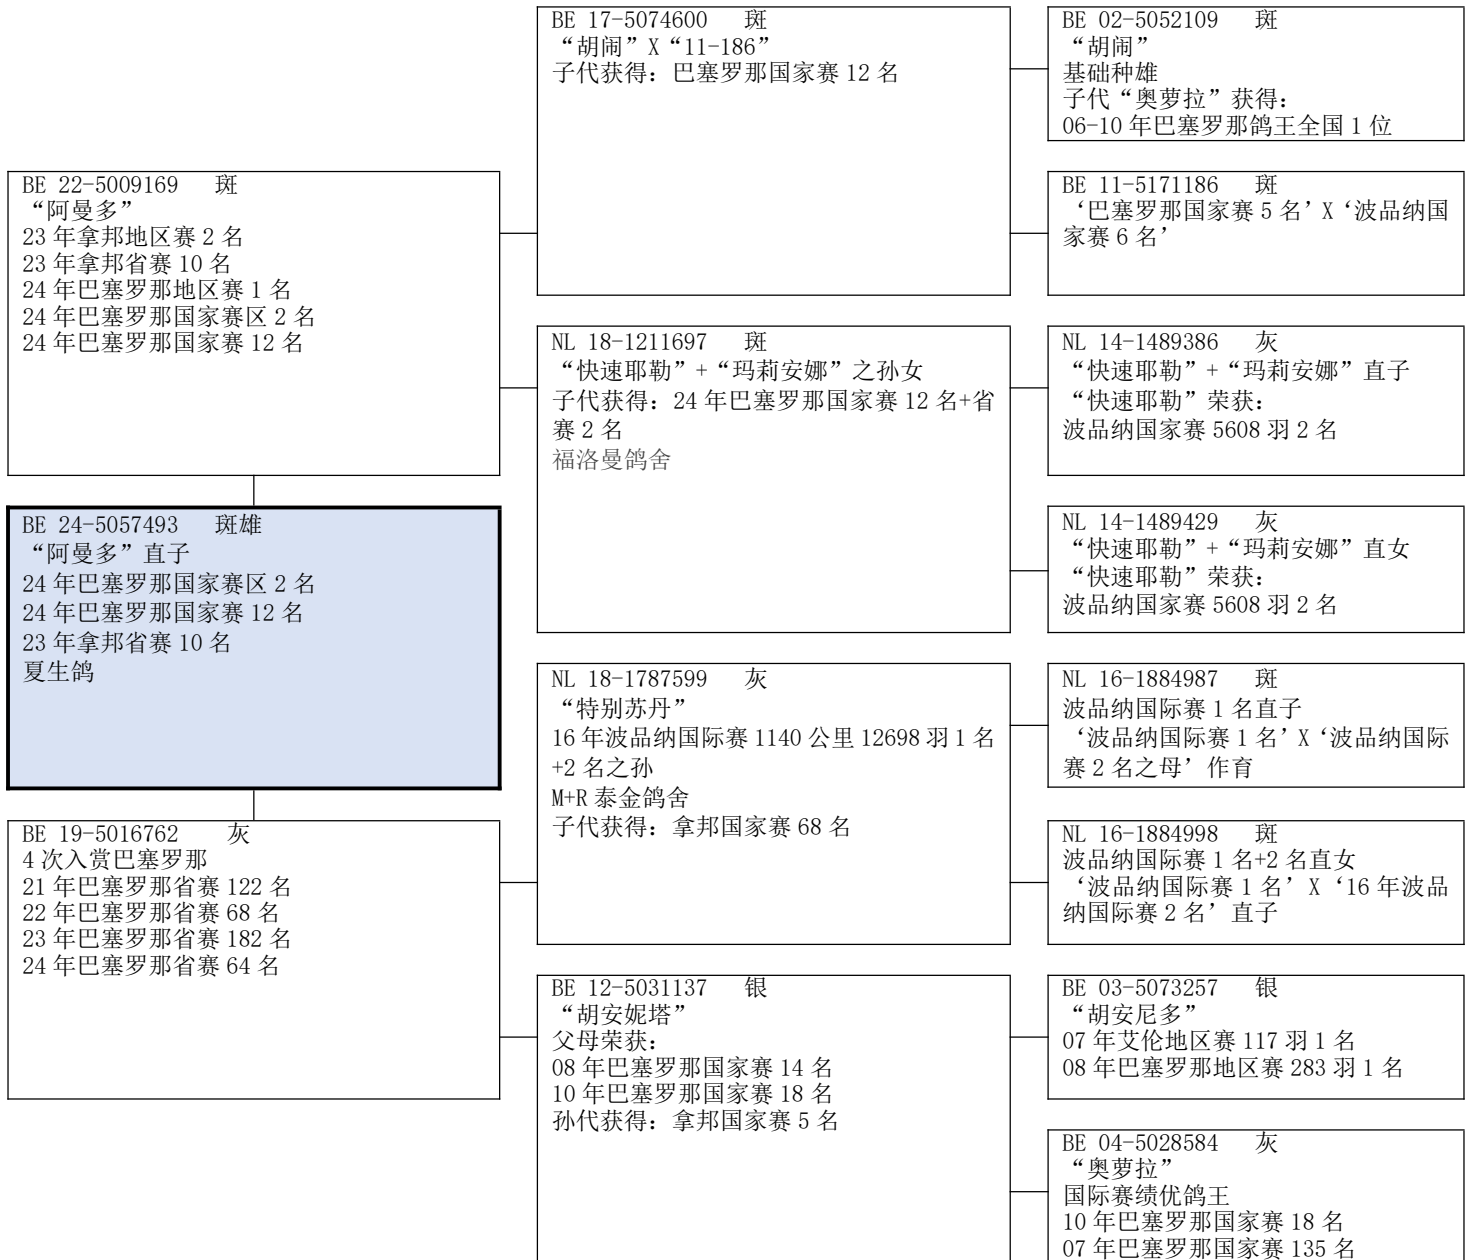 BE 22-5009169 斑
“阿曼多”
23 年拿邦地区赛 2 名
23 年拿邦省赛 10 名
24 年巴塞罗那地区赛 1 名
24 年巴塞罗那国家赛区 2 名
24 年巴塞罗那国家赛 12 名
BE 24-5057493 斑雄
“阿曼多”直子
24 年巴塞罗那国家赛区 2 名
24 年巴塞罗那国家赛 12 名
23 年拿邦省赛 10 名
夏生鸽
BE 19-5016762 灰
4 次入赏巴塞罗那
21 年巴塞罗那省赛 122 名
22 年巴塞罗那省赛 68 名
23 年巴塞罗那省赛 182 名
24 年巴塞罗那省赛 64 名
BE 17-5074600 斑
“胡闹”X“11-186”
子代获得：巴塞罗那国家赛 12 名
NL 18-1211697 斑
“快速耶勒”+“玛莉安娜”之孙女
子代获得：24 年巴塞罗那国家赛 12 名+省
赛 2 名
福洛曼鸽舍
NL 18-1787599 灰
“特别苏丹”
16 年波品纳国际赛 1140 公里 12698 羽 1 名
+2 名之孙
M+R 泰金鸽舍
子代获得：拿邦国家赛 68 名
BE 12-5031137 银
“胡安妮塔”
父母荣获：
08 年巴塞罗那国家赛 14 名
10 年巴塞罗那国家赛 18 名
孙代获得：拿邦国家赛 5 名
BE 02-5052109 斑
“胡闹”
基础种雄
子代“奥萝拉”获得：
06-10 年巴塞罗那鸽王全国 1 位
BE 11-5171186 斑
‘巴塞罗那国家赛 5 名’X‘波品纳国
家赛 6 名’
NL 14-1489386 灰
“快速耶勒”+“玛莉安娜”直子
“快速耶勒”荣获：
波品纳国家赛 5608 羽 2 名
NL 14-1489429 灰
“快速耶勒”+“玛莉安娜”直女
“快速耶勒”荣获：
波品纳国家赛 5608 羽 2 名
NL 16-1884987 斑
波品纳国际赛 1 名直子
‘波品纳国际赛 1 名’X‘波品纳国际
赛 2 名之母’作育
NL 16-1884998 斑
波品纳国际赛 1 名+2 名直女
‘波品纳国际赛 1 名’ X ‘16 年波品
纳国际赛 2 名’直子
BE 03-5073257 银
“胡安尼多”
07 年艾伦地区赛 117 羽 1 名
08 年巴塞罗那地区赛 283 羽 1 名
BE 04-5028584 灰
“奥萝拉”
国际赛绩优鸽王
10 年巴塞罗那国家赛 18 名
07 年巴塞罗那国家赛 135 名